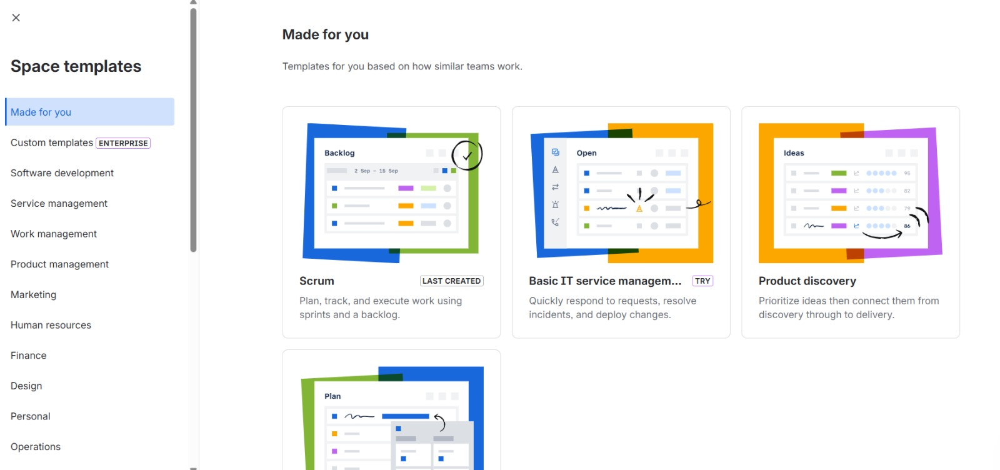 Space templates
Made for you
Custom templates ENTERPRISE
Software development
Service management
Work management
Product management
Marketing
Human resources
Finance
Design
Personal
Operations
Made for you
Templates for you based on how similar teams work.
Backlog
2 Sep – 15 Sep
Scrum LAST CREATED
Plan, track, and execute work using
sprints and a backlog.
Open
Basic IT service managem... TRY
Quickly respond to requests, resolve
incidents, and deploy changes.
Ideas
95
82
79
86
Product discovery
Prioritize ideas then connect them from
discovery through to delivery.
Plan